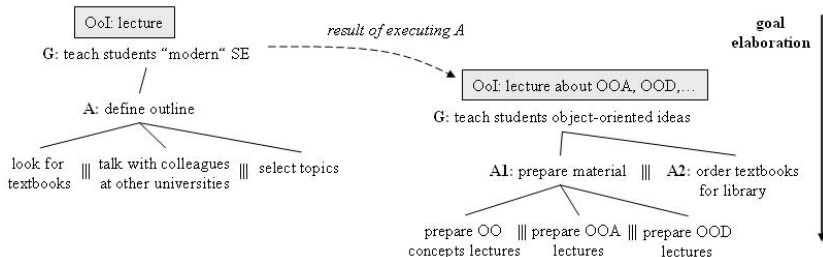 OoI: lecture
G: teach students “modern“ SE
A: define outline
look for
textbooks
|||
talk with colleagues
at other universities
|||
select topics
result of executing A
OoI: lecture about OOA, OOD,…
G: teach students object-oriented ideas
A1: prepare material
|||
A2: order textbooks
for library
prepare OO
concepts lectures
|||
prepare OOA
lectures
|||
prepare OOD
lectures
goal
elaboration